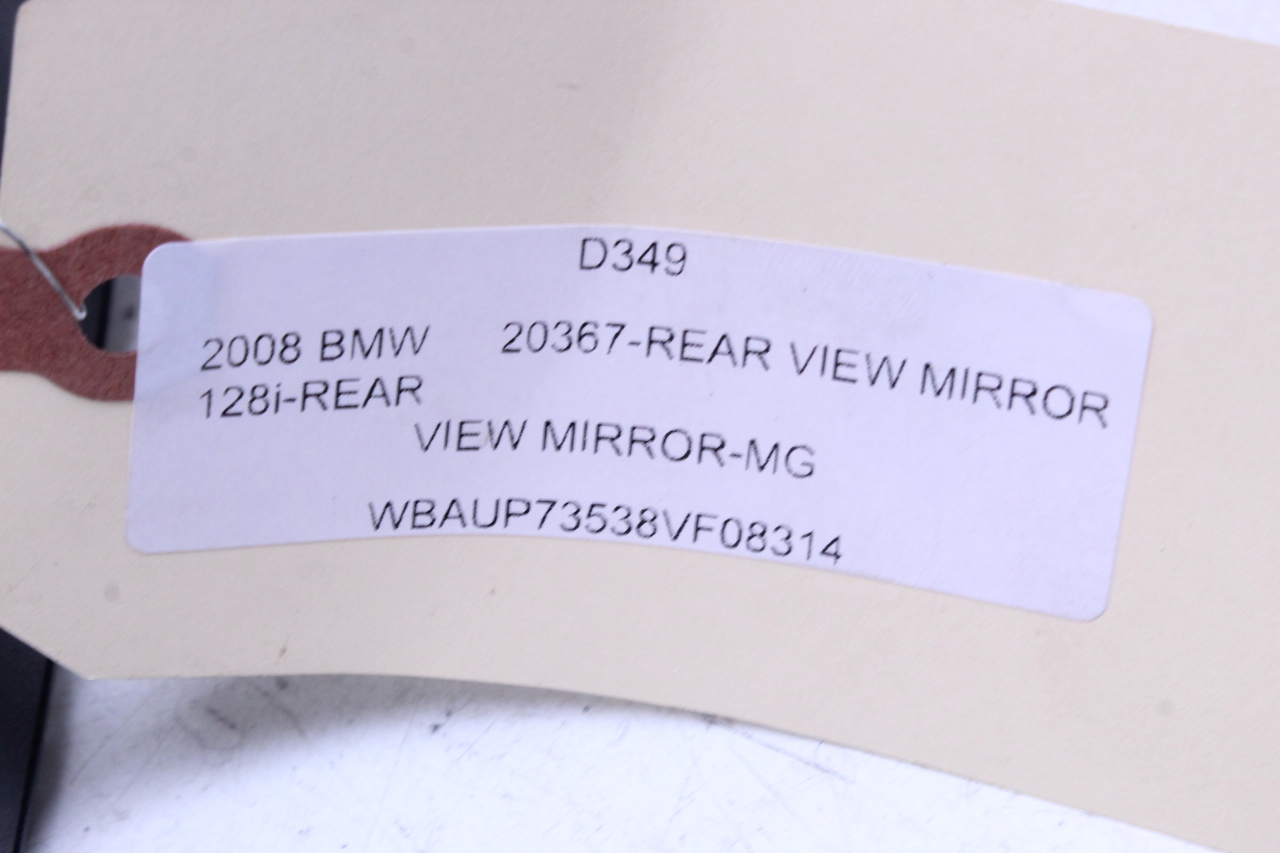 D349
2008 BMW 20367-REAR VIEW MIRROR
128i-REAR
VIEW MIRROR-MG
WBAUP73538VF08314